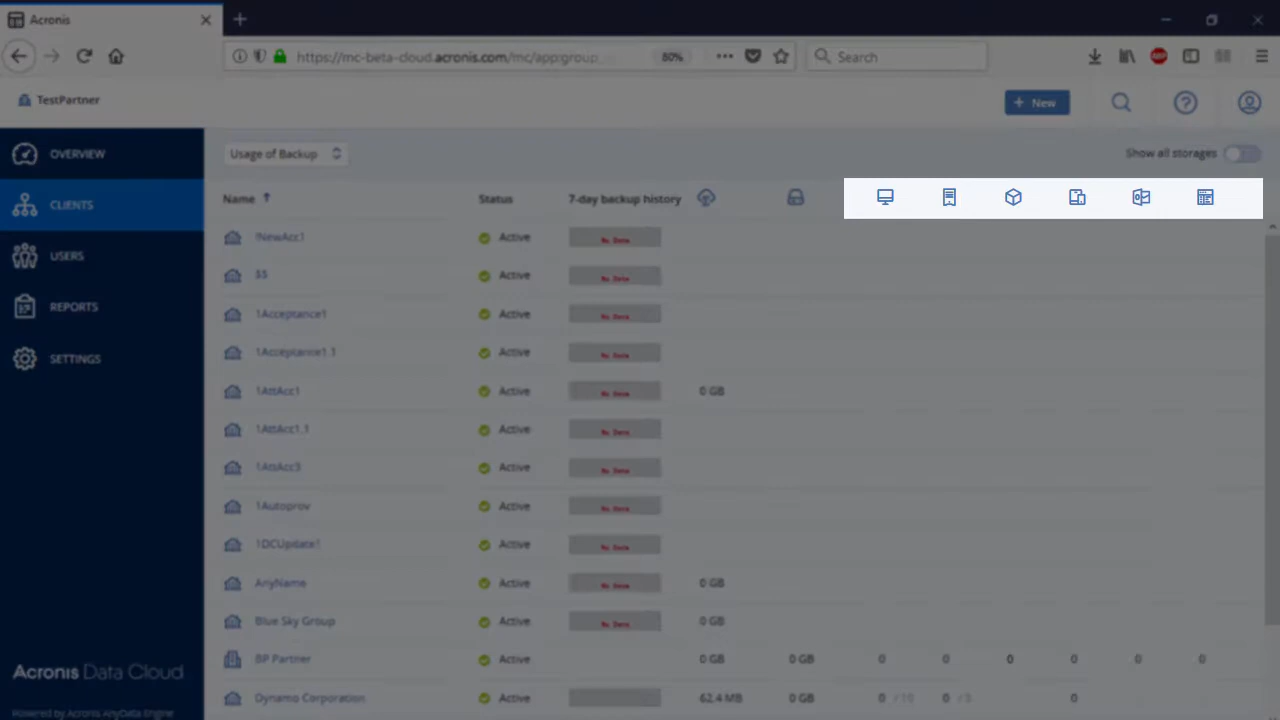 Acronis
https://mc-beta-cloud.acronis.com/mc/app;group
80%
Search
TestPartner
+ New
OVERVIEW
CLIENTS
USERS
REPORTS
SETTINGS
Usage of Backup
Show all storages
Name Status 7-day backup history
!NewAcc1 Active No Data
$$ Active No Data
1Acceptance1 Active No Data
1Acceptance1.1 Active No Data
1AttAcc1 Active No Data 0 GB
1AttAcc1.1 Active No Data
1AttAcc3 Active No Data
1Autoprov Active No Data
1DCUpdate! Active No Data
AnyName Active No Data 0 GB
Blue Sky Group Active No Data 0 GB
BP Partner Active 0 GB 0 GB 0 0 0 0 0 0
Dynamo Corporation Active 62.4 MB 0 GB 0 / 10 0 / 3 0
Acronis Data Cloud
Powered by Acronis AnyData Engine